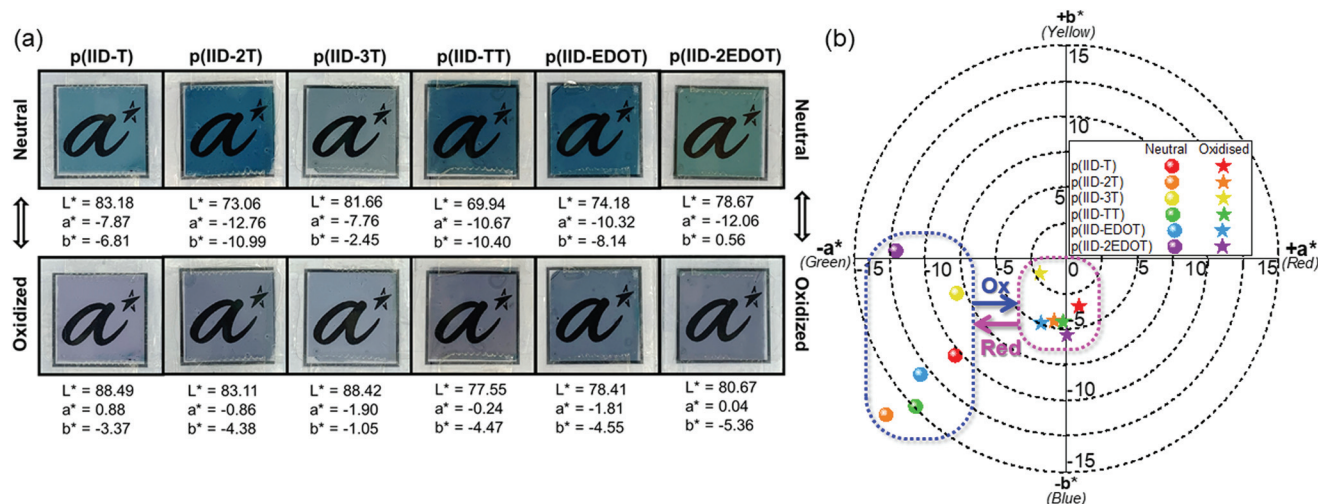 (a)
p(IID-T) p(IID-2T) p(IID-3T) p(IID-TT) p(IID-EDOT) p(IID-2EDOT)
Neutral
a a a a a a
Neutral
L* = 83.18 L* = 73.06 L* = 81.66 L* = 69.94 L* = 74.18 L* = 78.67
a* = -7.87 a* = -12.76 a* = -7.76 a* = -10.67 a* = -10.32 a* = -12.06
b* = -6.81 b* = -10.99 b* = -2.45 b* = -10.40 b* = -8.14 b* = 0.56
Oxidized
a a a a a a
Oxidized
L* = 88.49 L* = 83.11 L* = 88.42 L* = 77.55 L* = 78.41 L* = 80.67
a* = 0.88 a* = -0.86 a* = -1.90 a* = -0.24 a* = -1.81 a* = 0.04
b* = -3.37 b* = -4.38 b* = -1.05 b* = -4.47 b* = -4.55 b* = -5.36
(b)
+b*
(Yellow)
15
10
Neutral Oxidised
p(IID-T)
p(IID-2T)
p(IID-3T)
p(IID-TT)
p(IID-EDOT)
p(IID-2EDOT)
5
-a*
(Green)
+a*
(Red)
-15 -10 -5 0 5 10 15
Ox
Red
-5
-10
-15
-b*
(Blue)